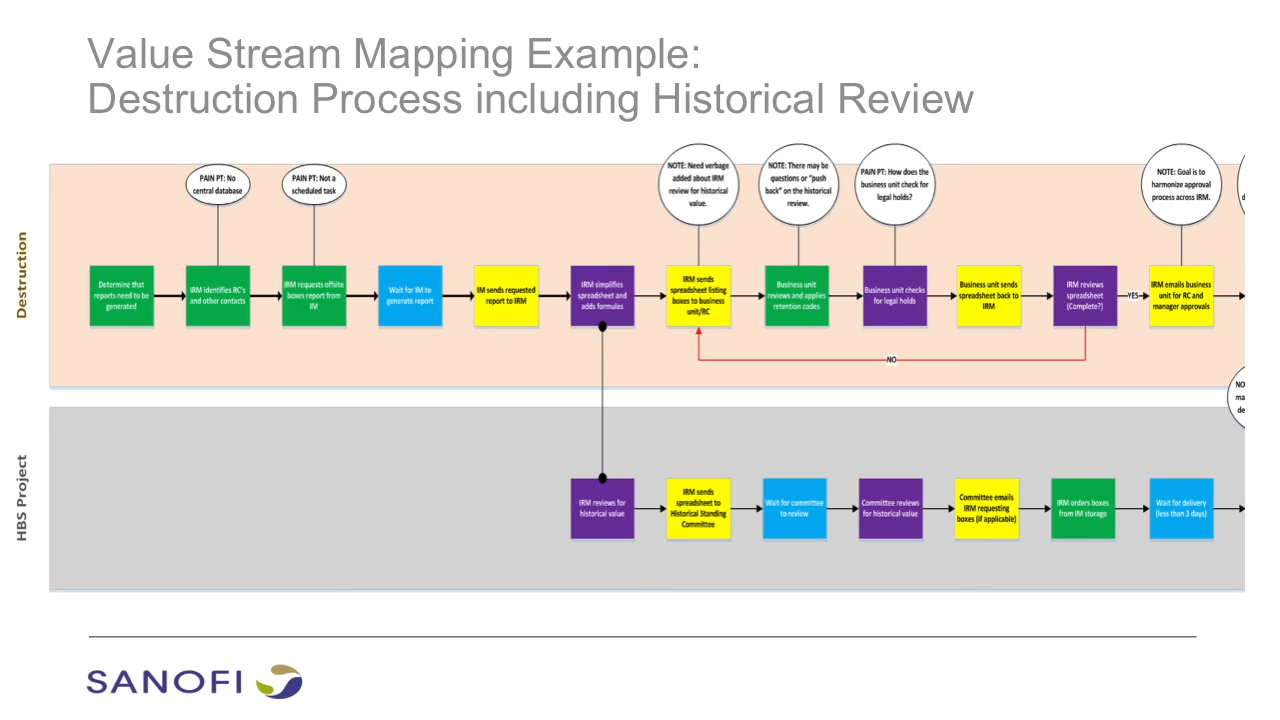 Value Stream Mapping Example:
Destruction Process including Historical Review
Destruction
PAIN PT: No
central database
PAIN PT: Not a
scheduled task
NOTE: Need verbage
added about IRM
review for historical
value.
NOTE: There may be
questions or "push
back" on the historical
review.
PAIN PT: How does the
business unit check for
legal holds?
NOTE: Goal is to
harmonize approval
process across IRM.
Determine that
reports need to be
generated
IRM identifies RC's
and other contacts
IRM requests offsite
boxes report from
IM
Wait for IM to
generate report
IM sends requested
report to IRM
IRM simplifies
spreadsheet and
adds formulas
IRM sends
spreadsheet listing
boxes to business
unit/RC
Business unit
reviews and applies
retention codes
Business unit checks
for legal holds
Business unit sends
spreadsheet back to
IRM
IRM reviews
spreadsheet
(Complete?)
YES
IRM emails business
unit for RC and
manager approvals
NO
HBS Project
IRM reviews for
historical value
IRM sends
spreadsheet to
Historical Standing
Committee
Wait for committee
to review
Committee reviews
for historical value
Committee emails
IRM requesting
boxes (if applicable)
IRM orders boxes
from IM storage
Wait for delivery
(less than 3 days)
SANOFI